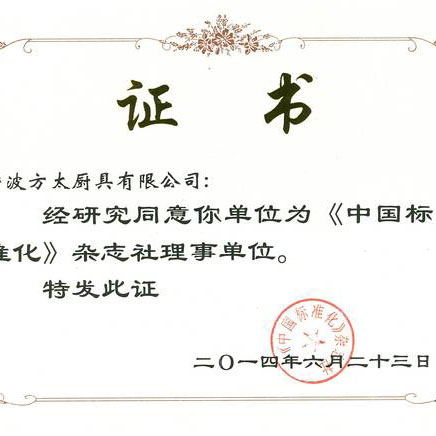 证 书
波方太厨具有限公司：
经研究同意你单位为《中国标
准化》杂志社理事单位。
特发此证
《中国标准化》杂志社
二〇一四年六月二十三日